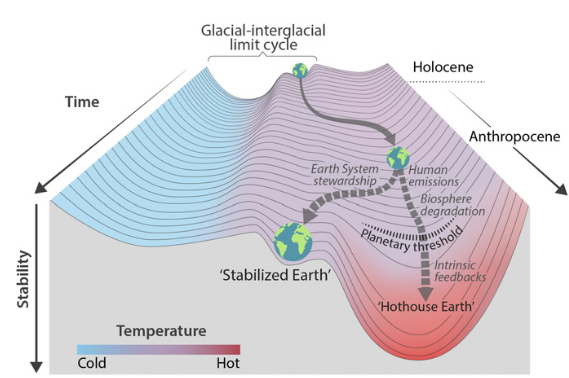 Glacial-interglacial
limit cycle
Holocene
Time
Anthropocene
Earth System
stewardship
Human
emissions
Biosphere
degradation
Planetary threshold
Intrinsic
feedbacks
Stability
'Stabilized Earth'
'Hothouse Earth'
Temperature
Cold
Hot